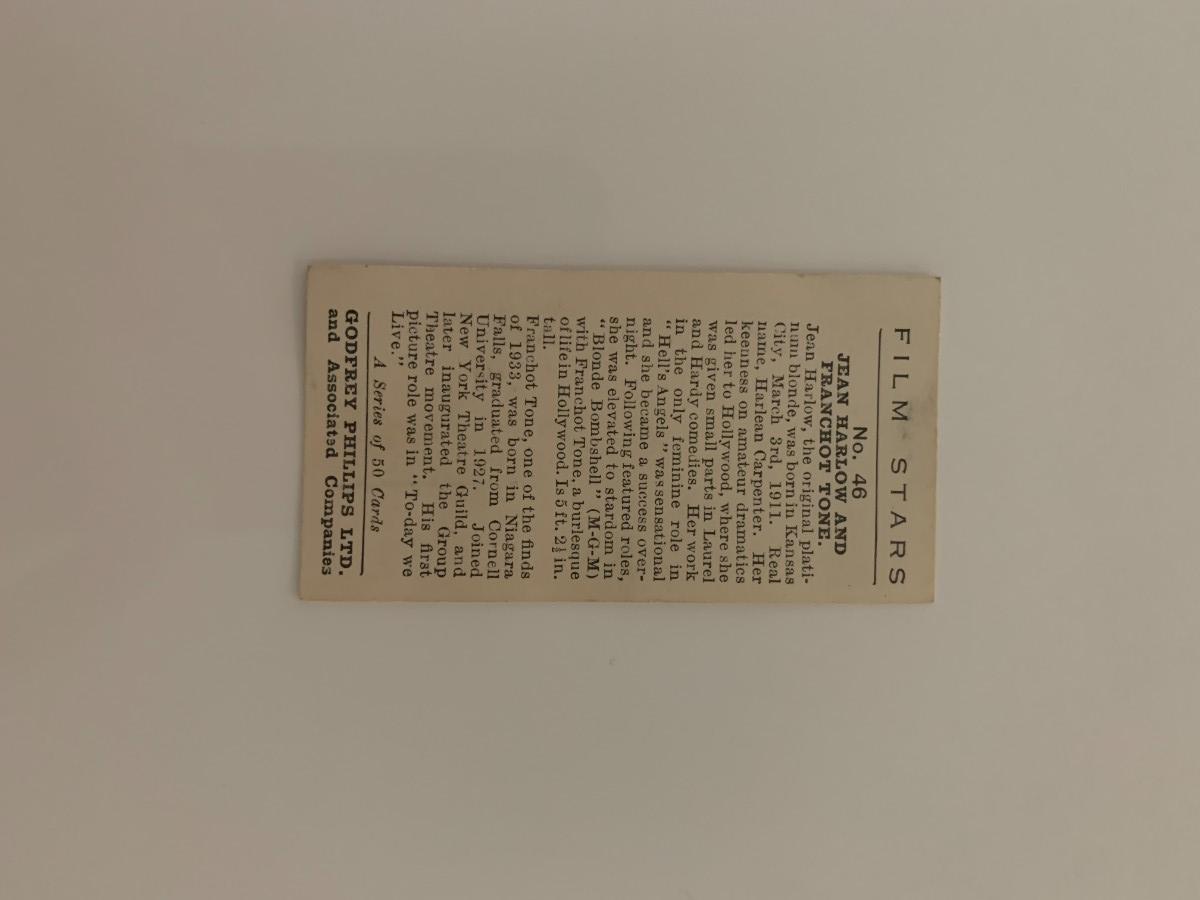 FILM STARS
No. 46
JEAN HARLOW AND
FRANCHOT TONE.
Jean Harlow, the original plati-
num blonde, was born in Kansas
City, March 3rd, 1911. Real
name, Harlean Carpenter. Her
keenness on amateur dramatics
led her to Hollywood, where she
was given small parts in Laurel
and Hardy comedies. Her work
in the only feminine role in
“Hell's Angels” was sensational
and she became a success over-
night. Following featured roles,
she was elevated to stardom in
“Blonde Bombshell” (M-G-M)
with Franchot Tone, a burlesque
of life in Hollywood. Is 5 ft. 2½ in.
tall.
Franchot Tone, one of the finds
of 1933, was born in Niagara
Falls, graduated from Cornell
University in 1927. Joined
New York Theatre Guild, and
later inaugurated the Group
Theatre movement. His first
picture role was in “To-day we
Live.”
A Series of 50 Cards
GODFREY PHILLIPS LTD.
and Associated Companies